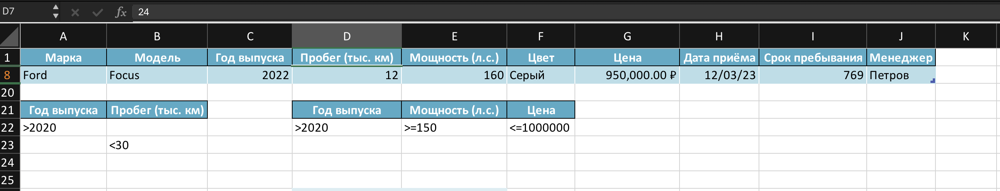 D7 fx 24
A B C D E F G H I J K
1 Марка Модель Год выпуска Пробег (тыс. км) Мощность (л.с.) Цвет Цена Дата приёма Срок пребывания Менеджер
8 Ford Focus 2022 12 160 Серый 950,000.00 ₽ 12/03/23 769 Петров
20
21 Год выпуска Пробег (тыс. км) Год выпуска Мощность (л.с.) Цена
22 >2020 >2020 >=150 <=1000000
23 <30
24
25